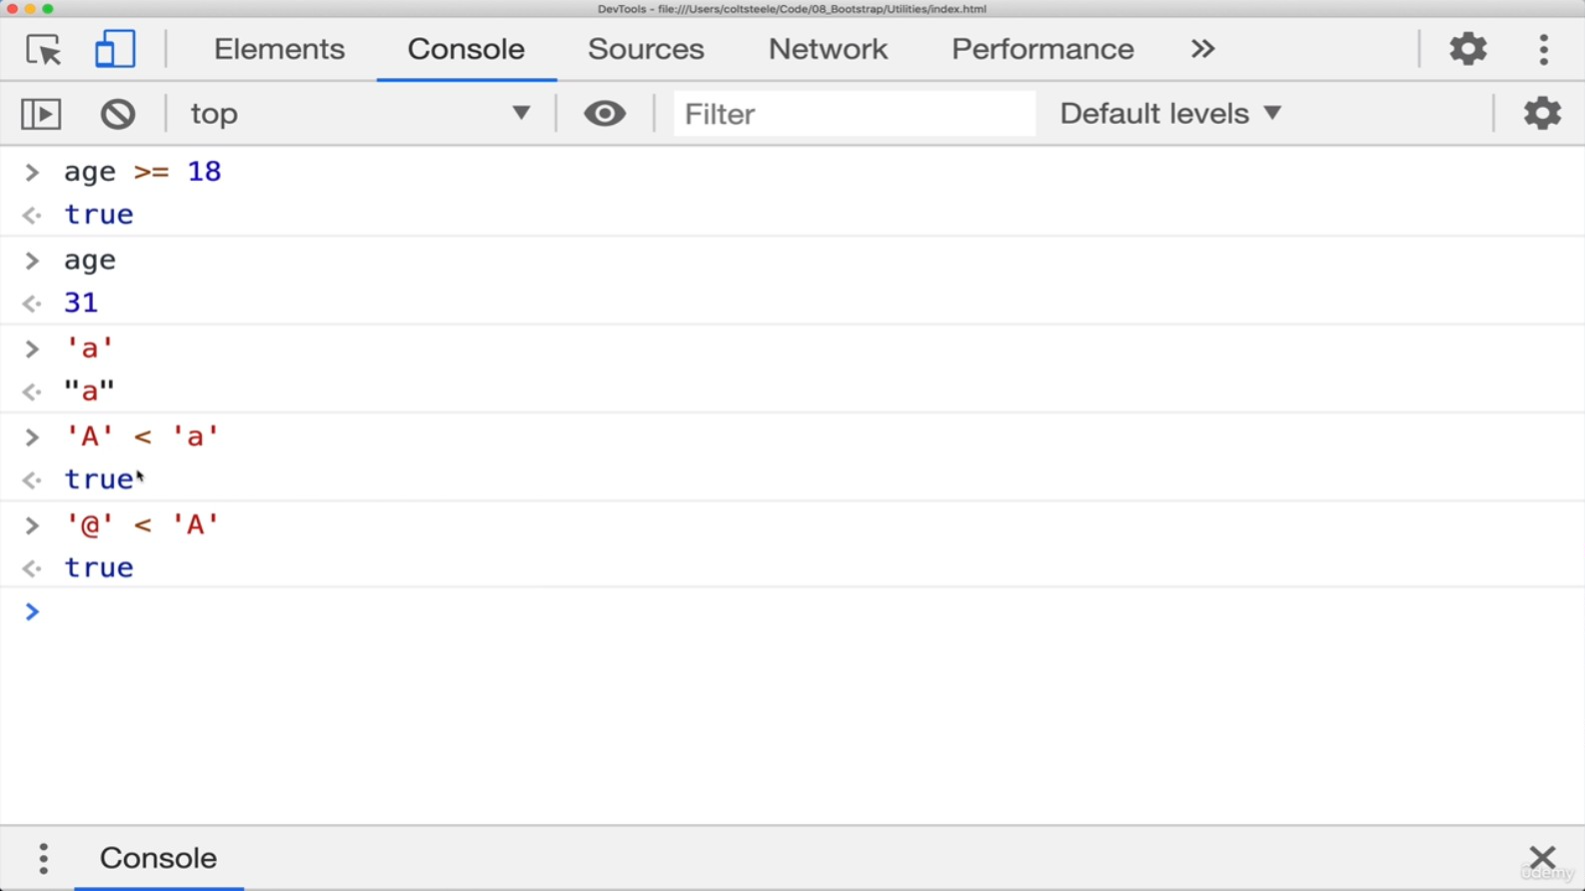 DevTools - file:///Users/coltsteele/Code/08_Bootstrap/Utilities/index.html
Elements Console Sources Network Performance »
top ▼ Filter Default levels ▼
> age >= 18
true
> age
31
> 'a'
"a"
> 'A' < 'a'
true
> '@' < 'A'
true
>
Console
ûdemy